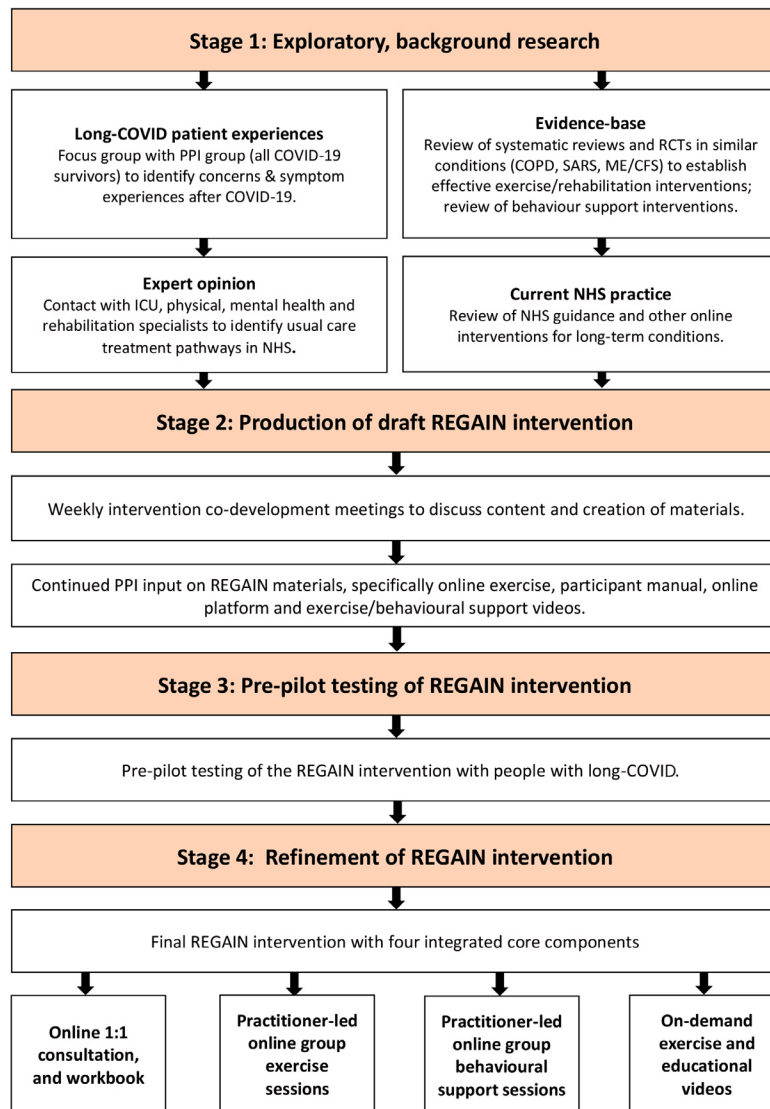 Stage 1: Exploratory, background research
Long-COVID patient experiences
Focus group with PPI group (all COVID-19
survivors) to identify concerns & symptom
experiences after COVID-19.
Evidence-base
Review of systematic reviews and RCTs in similar
conditions (COPD, SARS, ME/CFS) to establish
effective exercise/rehabilitation interventions;
review of behaviour support interventions.
Expert opinion
Contact with ICU, physical, mental health and
rehabilitation specialists to identify usual care
treatment pathways in NHS.
Current NHS practice
Review of NHS guidance and other online
interventions for long-term conditions.
Stage 2: Production of draft REGAIN intervention
Weekly intervention co-development meetings to discuss content and creation of materials.
Continued PPI input on REGAIN materials, specifically online exercise, participant manual, online
platform and exercise/behavioural support videos.
Stage 3: Pre-pilot testing of REGAIN intervention
Pre-pilot testing of the REGAIN intervention with people with long-COVID.
Stage 4: Refinement of REGAIN intervention
Final REGAIN intervention with four integrated core components
Online 1:1
consultation,
and workbook
Practitioner-led
online group
exercise
sessions
Practitioner-led
online group
behavioural
support sessions
On-demand
exercise and
educational
videos